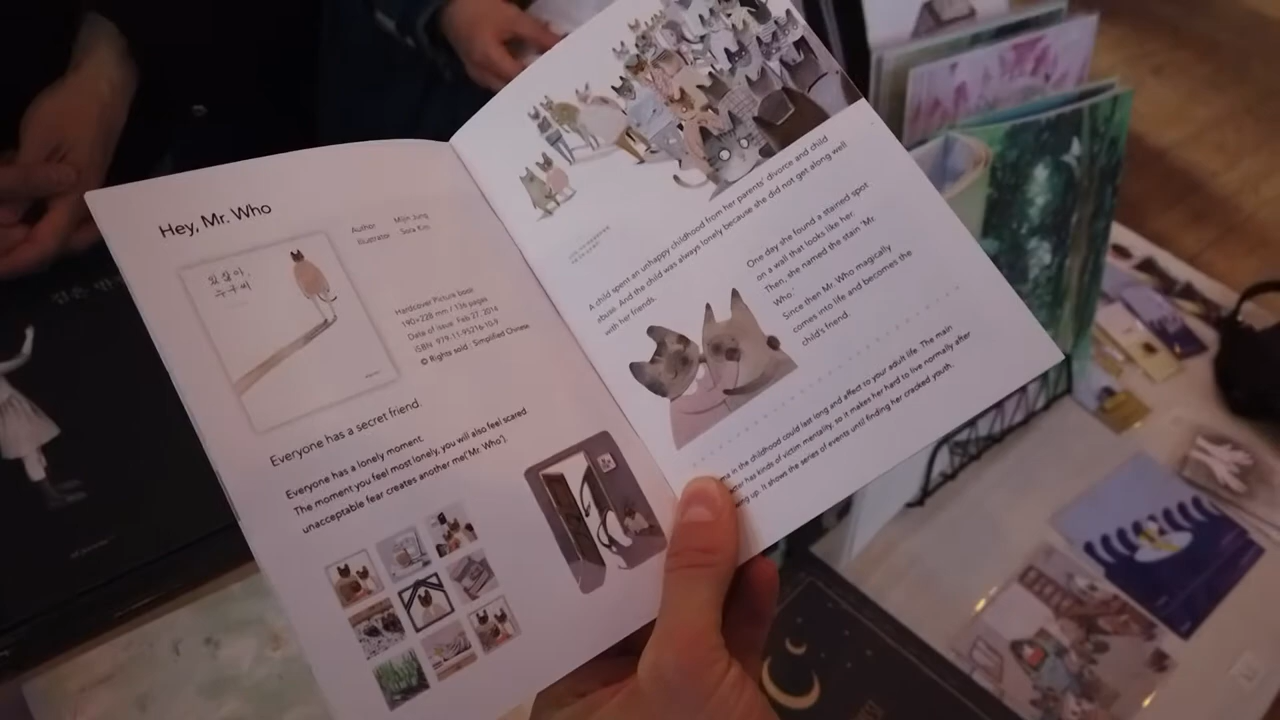 Hey, Mr. Who
Author Mijin Jung
Illustrator Sora Kim
있잖아,
누구씨
Hardcover Picture book
190×228 mm / 136 pages
Date of issue Feb 27, 2014
ISBN 979-11-95216-10-9
© Rights sold : Simplified Chinese
Everyone has a secret friend.
Everyone has a lonely moment.
The moment you feel most lonely, you will also feel scared.
unacceptable fear creates another me('Mr. Who').
A child spent an unhappy childhood from her parents' divorce and child
abuse. And the child was always lonely because she did not get along well
with her friends.
One day she found a stained spot
on a wall that looks like her.
Then, she named the stain 'Mr.
Who.'
Since then Mr. Who magically
comes into life and becomes the
child's friend.
in the childhood could last long and affect to your adult life. The main
has kinds of victim mentality, so it makes her hard to live normally after
up. It shows the series of events until finding her cracked youth.